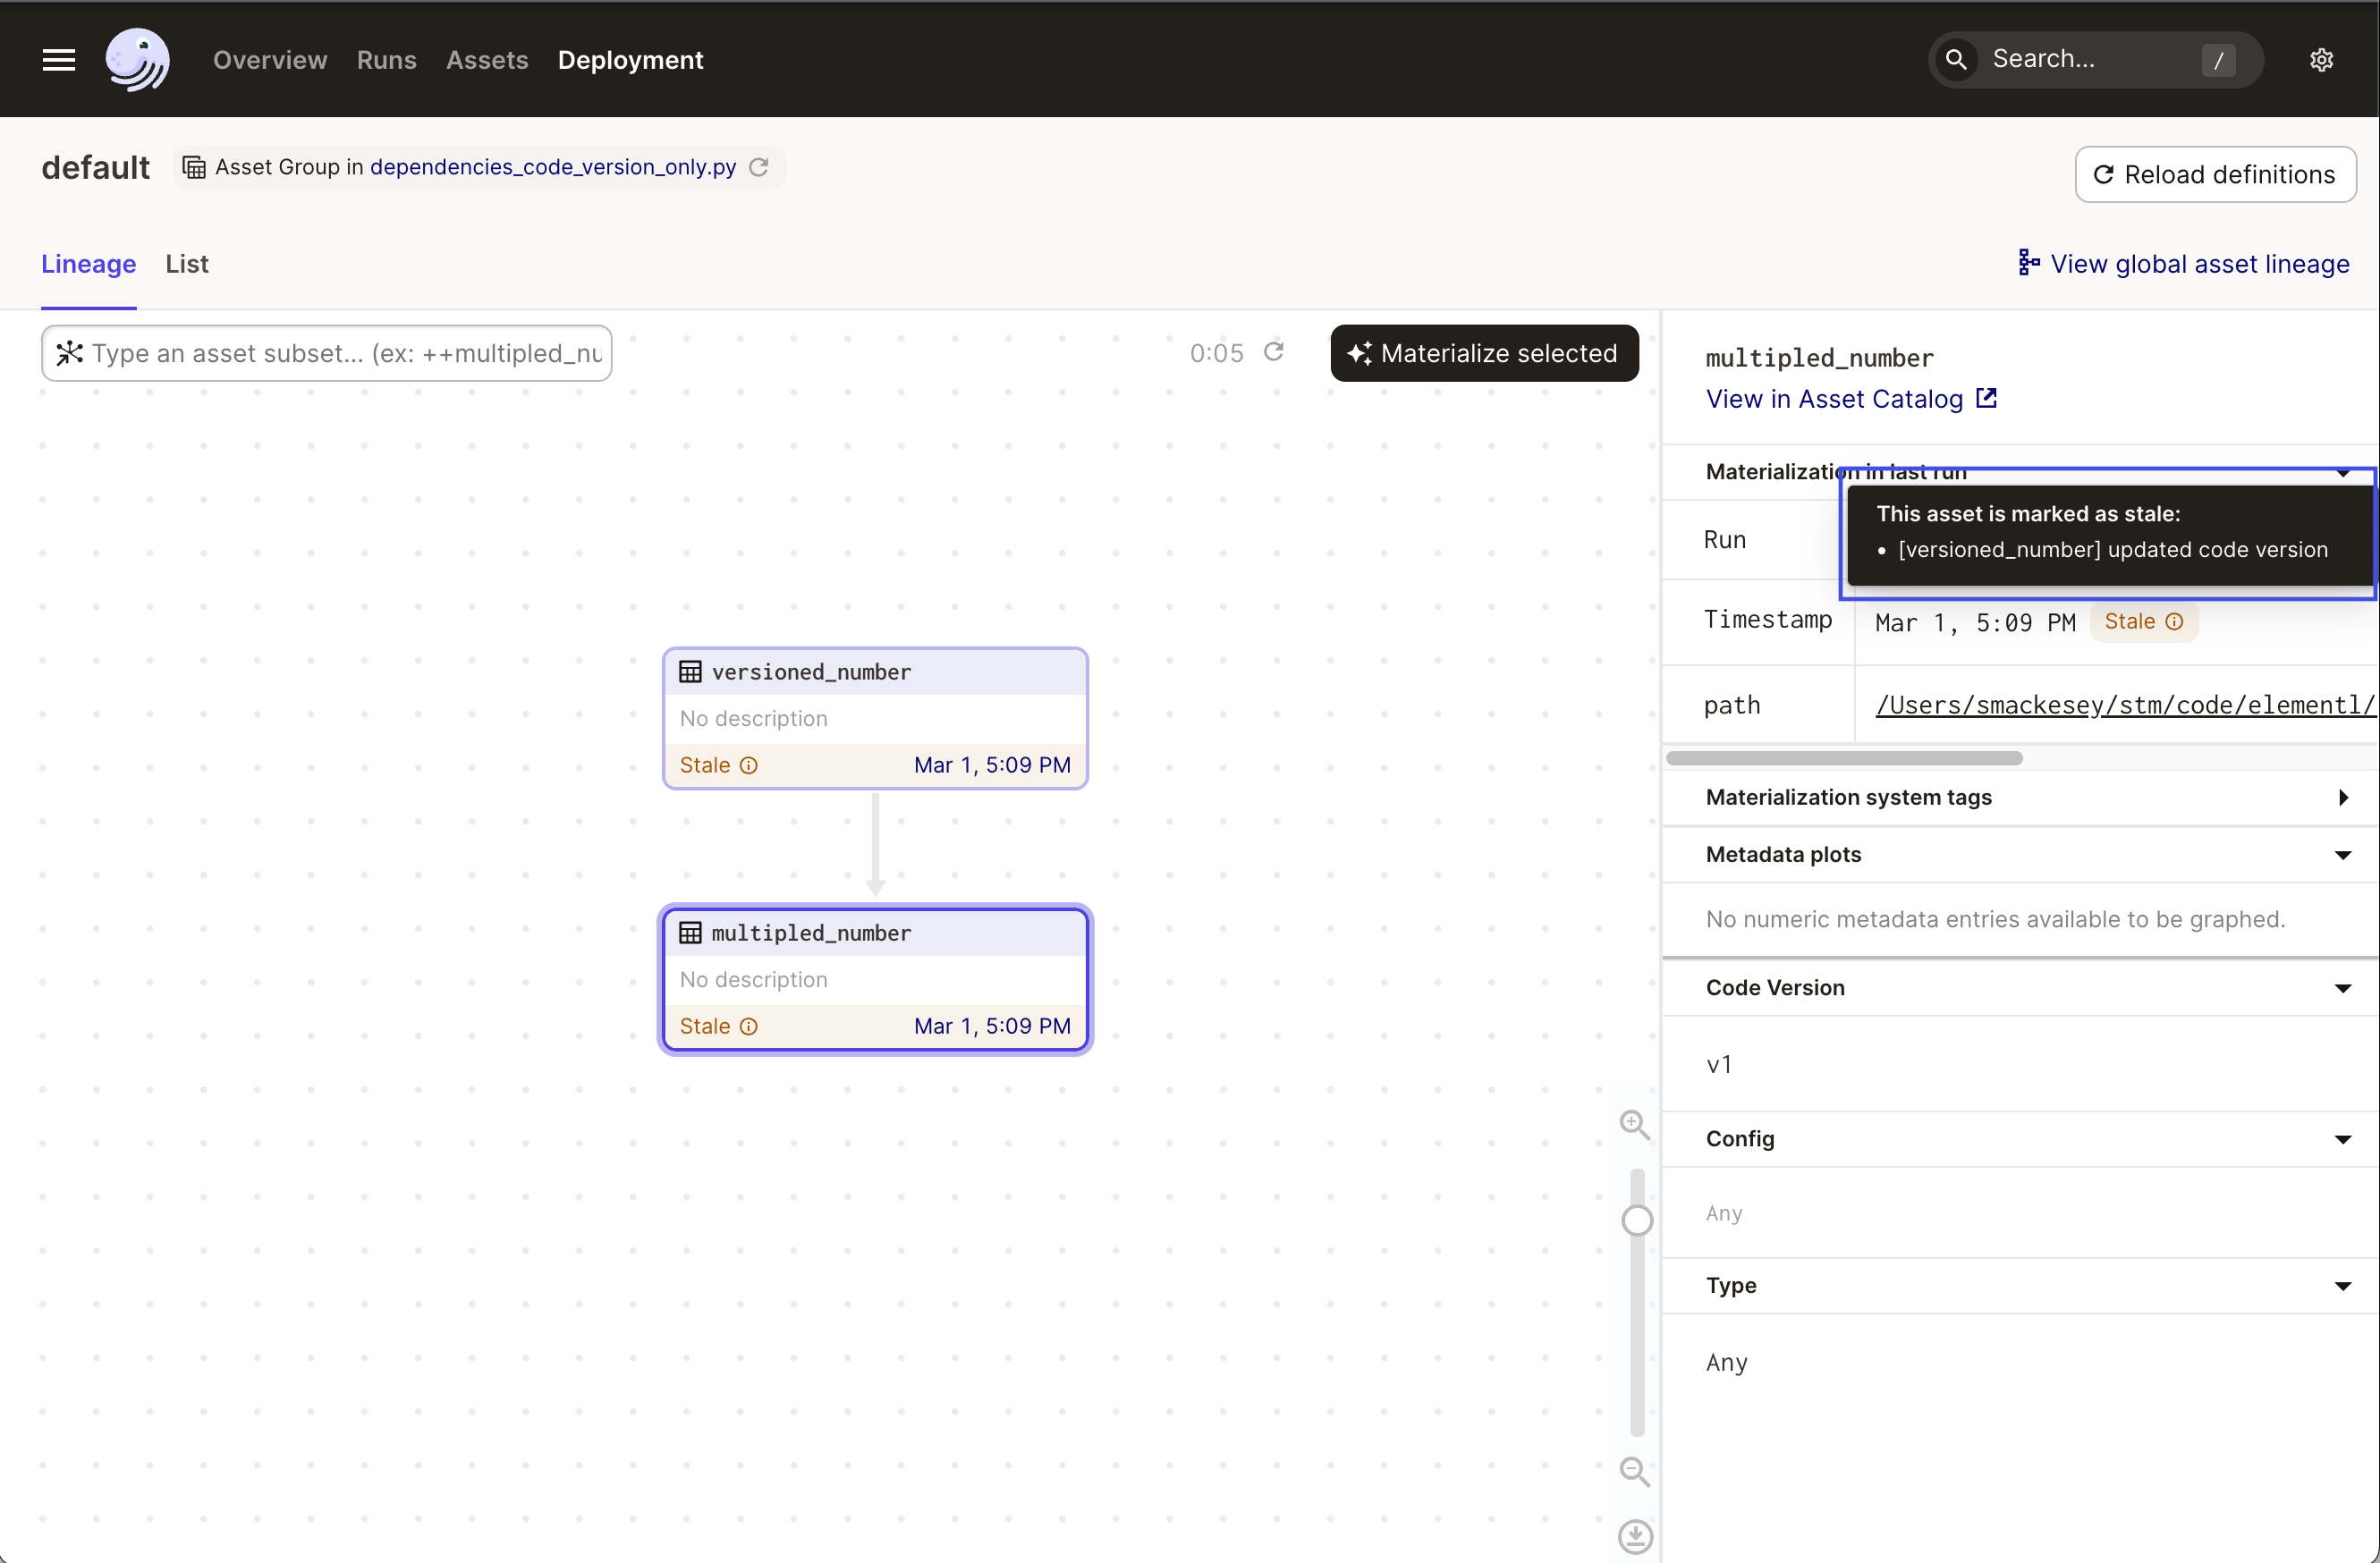 Overview Runs Assets Deployment
Search... /
default Asset Group in dependencies_code_version_only.py
Reload definitions
Lineage List
View global asset lineage
Type an asset subset... (ex: ++multipled_nu
0:05
Materialize selected
versioned_number
No description
Stale Mar 1, 5:09 PM
multipled_number
No description
Stale Mar 1, 5:09 PM
multipled_number
View in Asset Catalog
Materialization in last run
This asset is marked as stale:
• [versioned_number] updated code version
Run
Timestamp Mar 1, 5:09 PM Stale
path /Users/smackesey/stm/code/elementl/
Materialization system tags
Metadata plots
No numeric metadata entries available to be graphed.
Code Version
v1
Config
Any
Type
Any